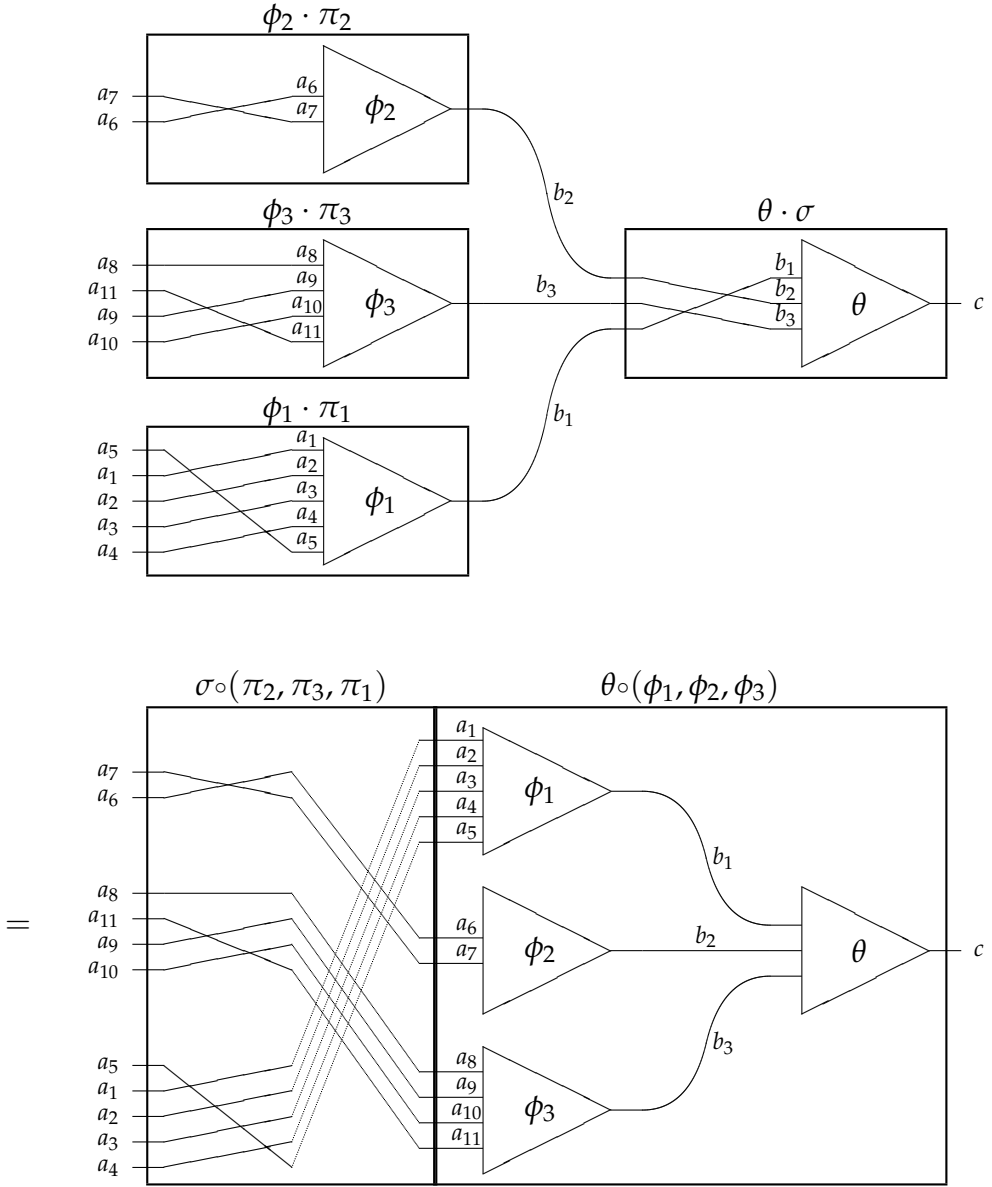 ϕ₂ · π₂
a₇ a₆
a₆ a₇ ϕ₂
b₂
ϕ₃ · π₃
θ · σ
a₈ a₈
a₁₁ a₉
a₉ a₁₀ ϕ₃
a₁₀ a₁₁
b₃
b₁
b₂ θ c
b₃
ϕ₁ · π₁
b₁
a₅ a₁
a₁ a₂
a₂ a₃ ϕ₁
a₃ a₄
a₄ a₅
σ∘(π₂, π₃, π₁) θ∘(ϕ₁, ϕ₂, ϕ₃)
a₇
a₆
a₈
= a₁₁
a₉
a₁₀
a₅
a₁
a₂
a₃
a₄
a₁
a₂
a₃ ϕ₁
a₄
a₅
b₁
a₆
a₇ ϕ₂ b₂ θ c
b₃
a₈
a₉
a₁₀ ϕ₃
a₁₁